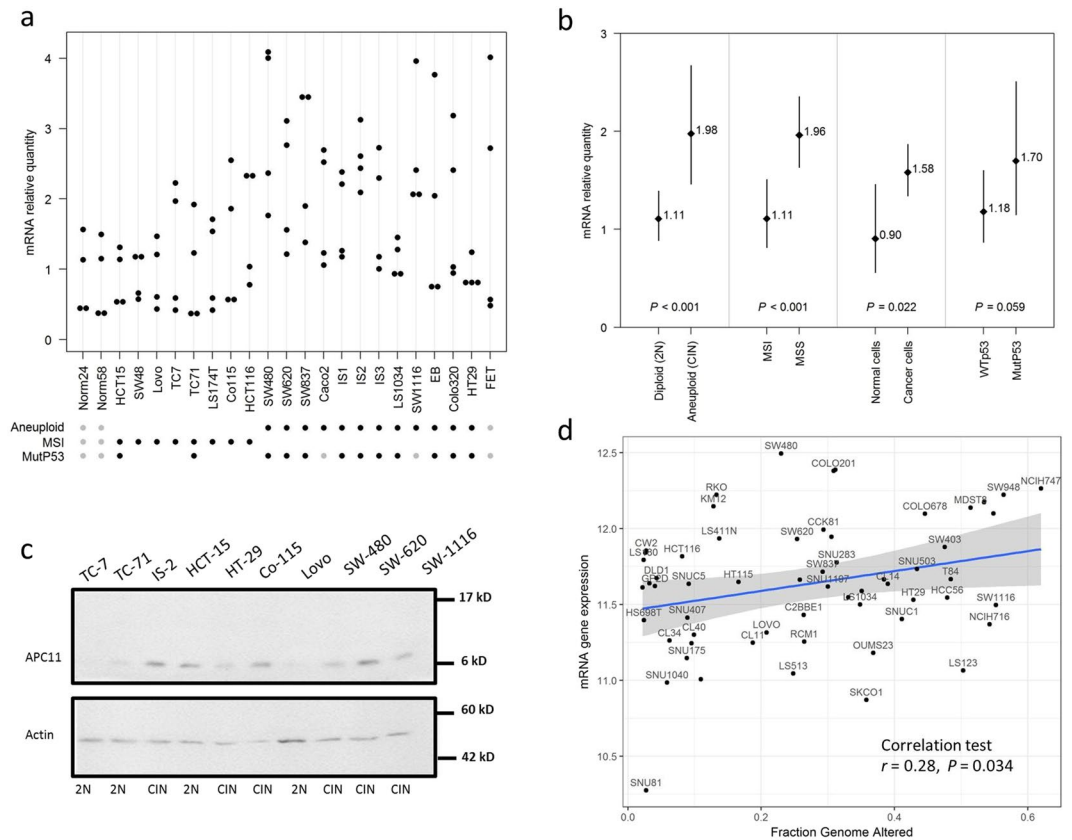 a
mRNA relative quantity
4
3
2
1
0
Norm24 Norm58 HCT15 SW48 Lovo TC7 TC71 LS174T Co115 HCT116 SW480 SW620 SW837 Caco2 IS1 IS2 IS3 LS1034 SW1116 EB Colo320 HT29 FET
Aneuploid
MSI
MutP53
b
mRNA relative quantity
3
2
1
0
1.11 1.98 1.11 1.96 0.90 1.58 1.18 1.70
P < 0.001 P < 0.001 P = 0.022 P = 0.059
Diploid (2N) Aneuploid (CIN) MSI MSS Normal cells Cancer cells WTp53 MutP53
c
TC-7 TC-71 IS-2 HCT-15 HT-29 Co-115 Lovo SW-480 SW-620 SW-1116
17 kD
APC11
6 kD
60 kD
Actin
42 kD
2N 2N CIN CIN CIN 2N CIN CIN CIN
d
mRNA gene expression
12.5
12.0
11.5
11.0
10.5
SW480
COLO201
RKO
KM12
NCIH747
SW948
MDST8
COLO678
CCK81
LS411N
SW620
SW403
CW2
LS180
HCT116
SNU283
SW837
SNU503
DLD1
GP2D
SNUC5
HT115
SNU1197
CL14
T84
LS1034
HT29
HCC56
SW1116
HS698T
SNU407
C2BBE1
SNUC1
NCIH716
CL34
CL40
LOVO
CL11
RCM1
SNU175
OUMS23
LS513
LS123
SNU1040
SKCO1
SNU81
Correlation test
r = 0.28, P = 0.034
0.0 0.2 0.4 0.6
Fraction Genome Altered